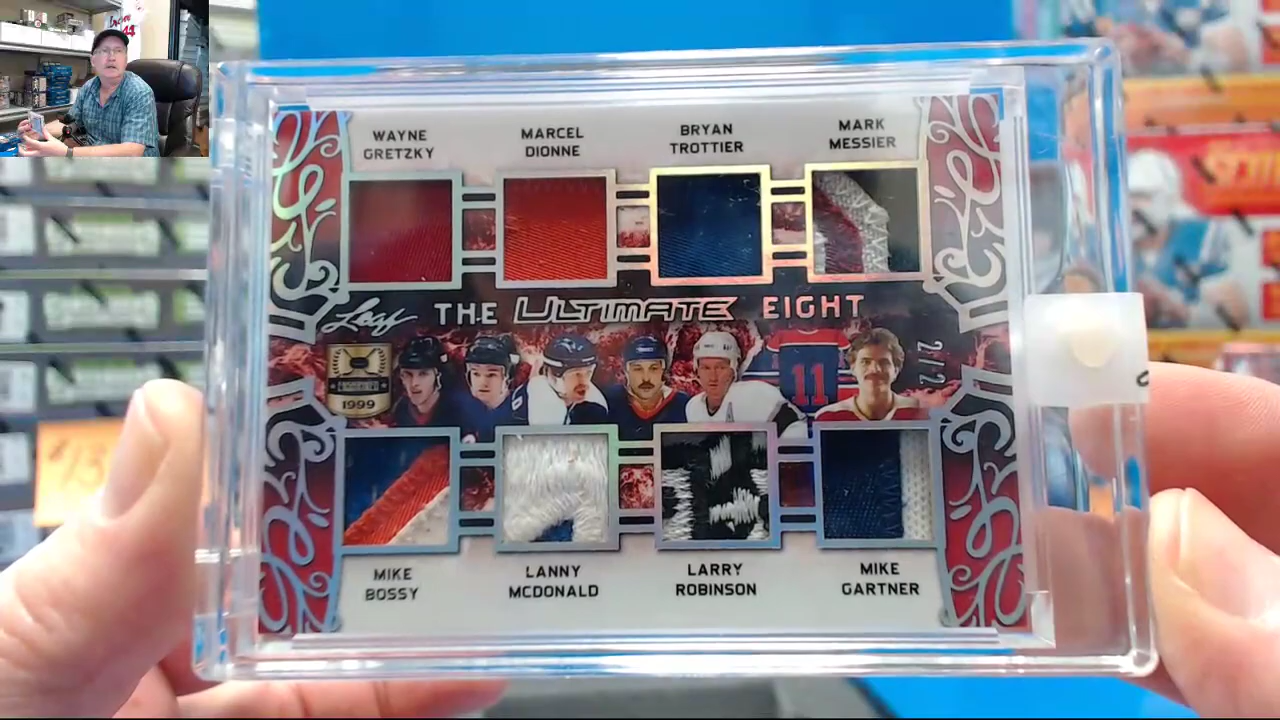 WAYNE
GRETZKY
MARCEL
DIONNE
BRYAN
TROTTIER
MARK
MESSIER
Leaf THE ULTIMATE EIGHT
ENSHRINED
1999
11
2/2
MIKE
BOSSY
LANNY
MCDONALD
LARRY
ROBINSON
MIKE
GARTNER